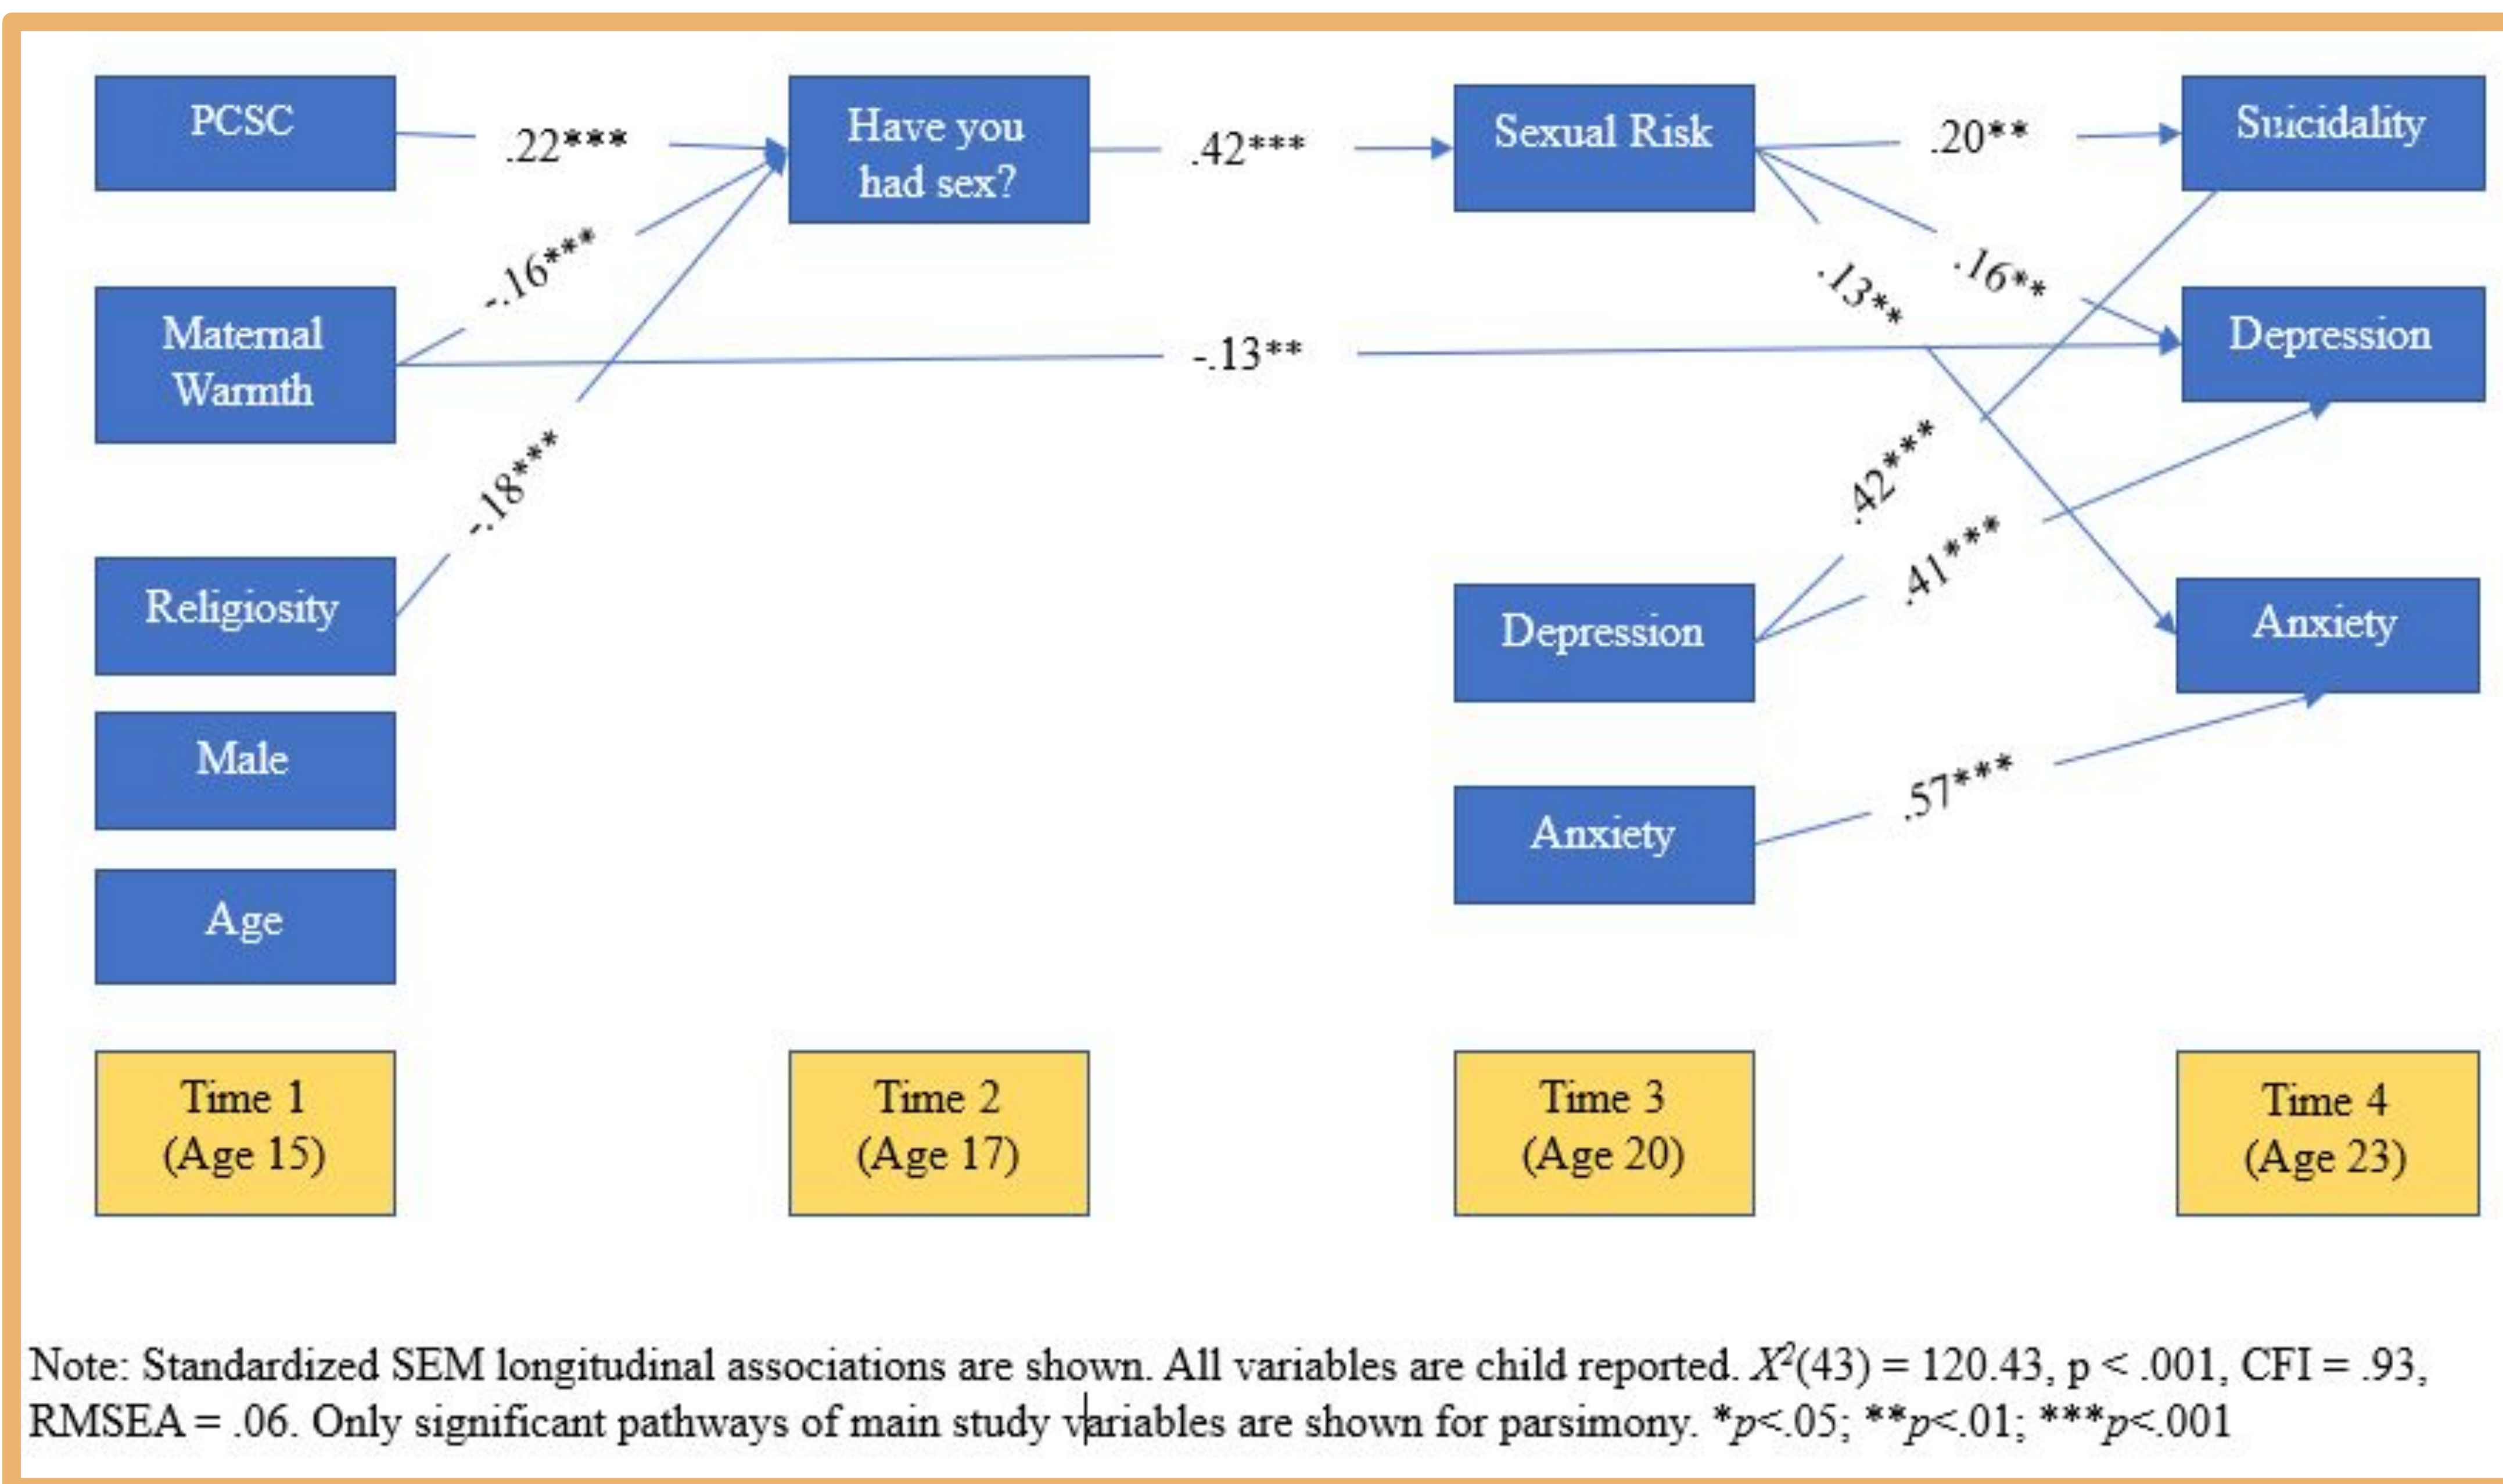 PCSC
.22***
Have you
had sex?
.42***
Sexual Risk
.20**
Suicidality
-.16***
.13**
.16**
Maternal
Warmth
-.13**
Depression
-.18***
.42***
.41***
Religiosity
Depression
Anxiety
Male
.57***
Anxiety
Age
Time 1
(Age 15)
Time 2
(Age 17)
Time 3
(Age 20)
Time 4
(Age 23)
Note: Standardized SEM longitudinal associations are shown. All variables are child reported. X²(43) = 120.43, p < .001, CFI = .93,
RMSEA = .06. Only significant pathways of main study variables are shown for parsimony. *p<.05; **p<.01; ***p<.001